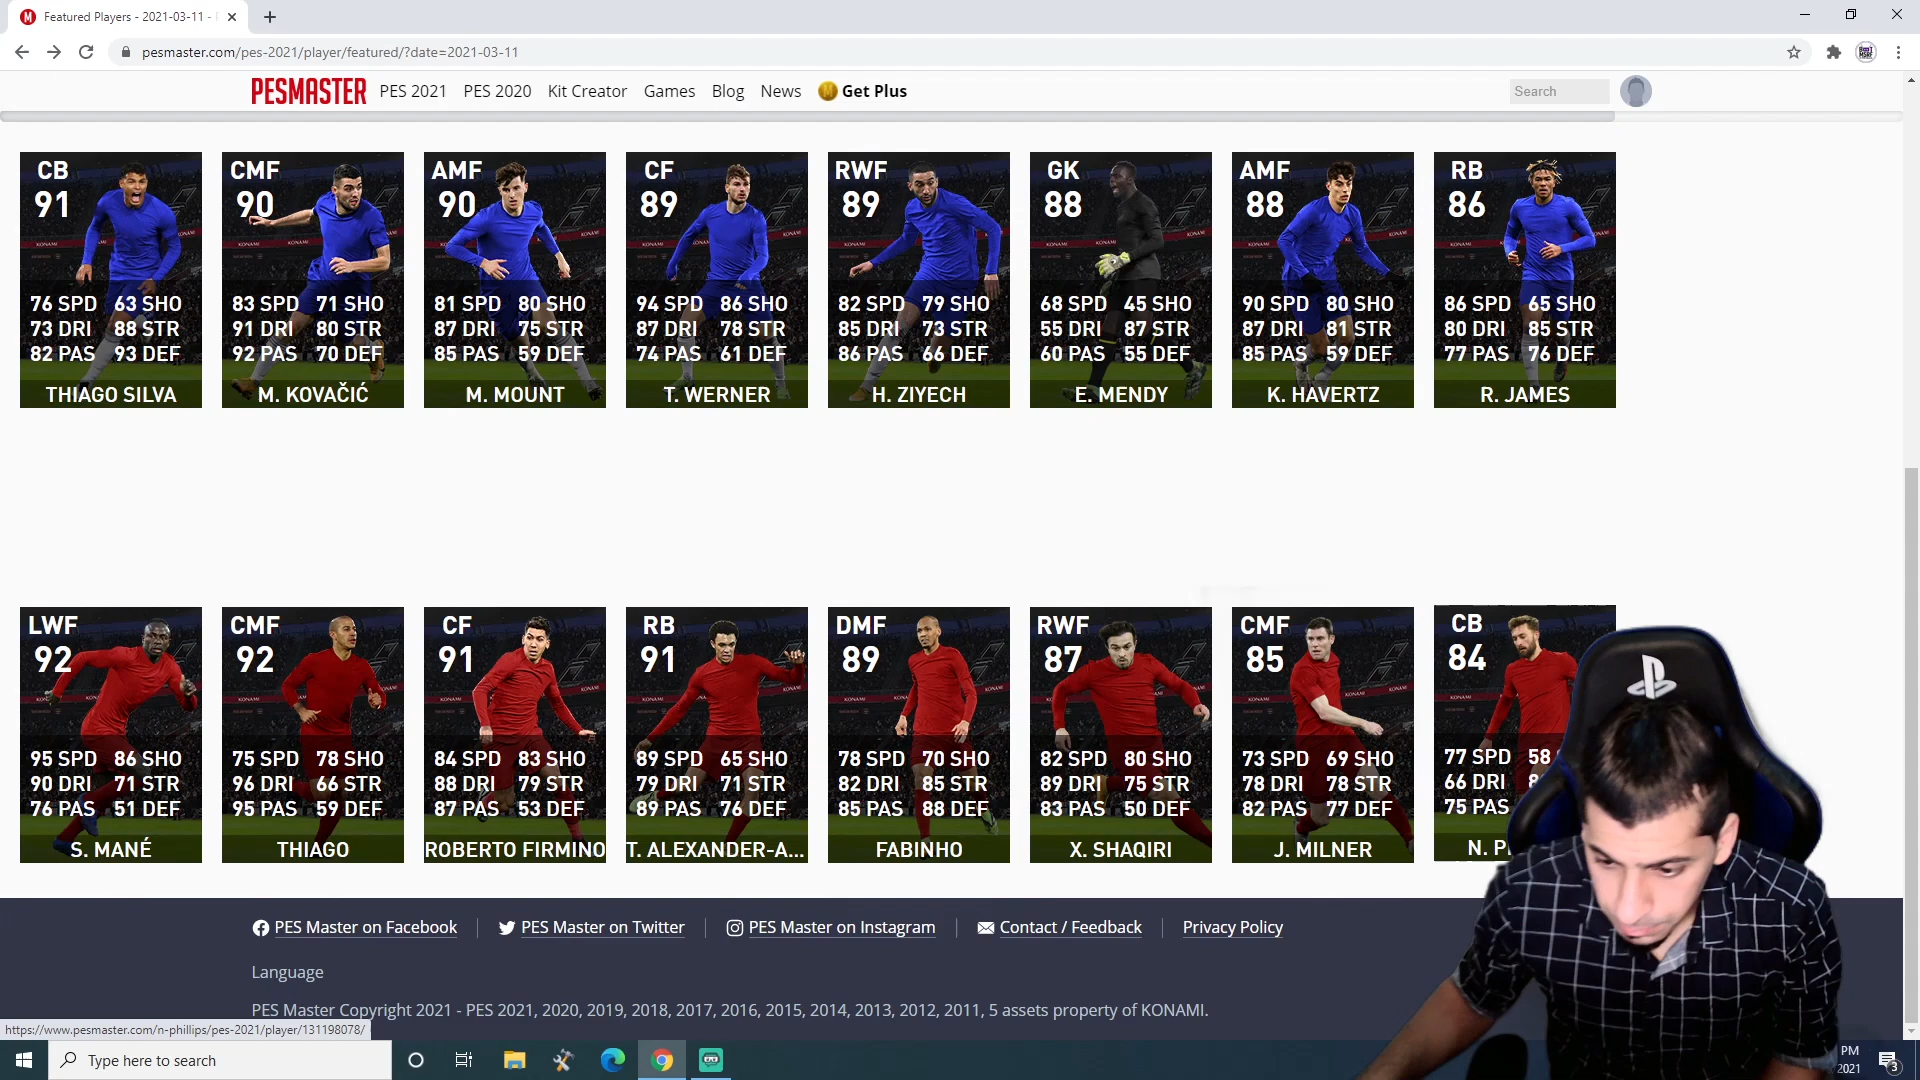 Featured Players - 2021-03-11 -
pesmaster.com/pes-2021/player/featured/?date=2021-03-11
PESMASTER PES 2021 PES 2020 Kit Creator Games Blog News Get Plus Search
CB CMF AMF CF RWF GK AMF RB
91 90 90 89 89 88 88 86
76 SPD 63 SHO 83 SPD 71 SHO 81 SPD 80 SHO 94 SPD 86 SHO 82 SPD 79 SHO 68 SPD 45 SHO 90 SPD 80 SHO 86 SPD 65 SHO
73 DRI 88 STR 91 DRI 80 STR 87 DRI 75 STR 87 DRI 78 STR 85 DRI 73 STR 55 DRI 87 STR 87 DRI 81 STR 80 DRI 85 STR
82 PAS 93 DEF 92 PAS 70 DEF 85 PAS 59 DEF 74 PAS 61 DEF 86 PAS 66 DEF 60 PAS 55 DEF 85 PAS 59 DEF 77 PAS 76 DEF
THIAGO SILVA M. KOVAČIĆ M. MOUNT T. WERNER H. ZIYECH E. MENDY K. HAVERTZ R. JAMES
LWF CMF CF RB DMF RWF CMF CB
92 92 91 91 89 87 85 84
95 SPD 86 SHO 75 SPD 78 SHO 84 SPD 83 SHO 89 SPD 65 SHO 78 SPD 70 SHO 82 SPD 80 SHO 73 SPD 69 SHO 77 SPD 58
90 DRI 71 STR 96 DRI 66 STR 88 DRI 79 STR 79 DRI 71 STR 82 DRI 85 STR 89 DRI 75 STR 78 DRI 78 STR 66 DRI
76 PAS 51 DEF 95 PAS 59 DEF 87 PAS 53 DEF 89 PAS 76 DEF 85 PAS 88 DEF 83 PAS 50 DEF 82 PAS 77 DEF 75 PAS
S. MANÉ THIAGO ROBERTO FIRMINO T. ALEXANDER-A... FABINHO X. SHAQIRI J. MILNER N. P
PES Master on Facebook PES Master on Twitter PES Master on Instagram Contact / Feedback Privacy Policy
Language
PES Master Copyright 2021 - PES 2021, 2020, 2019, 2018, 2017, 2016, 2015, 2014, 2013, 2012, 2011, 5 assets property of KONAMI.
https://www.pesmaster.com/n-phillips/pes-2021/player/131198078/
Type here to search
PM
2021
3